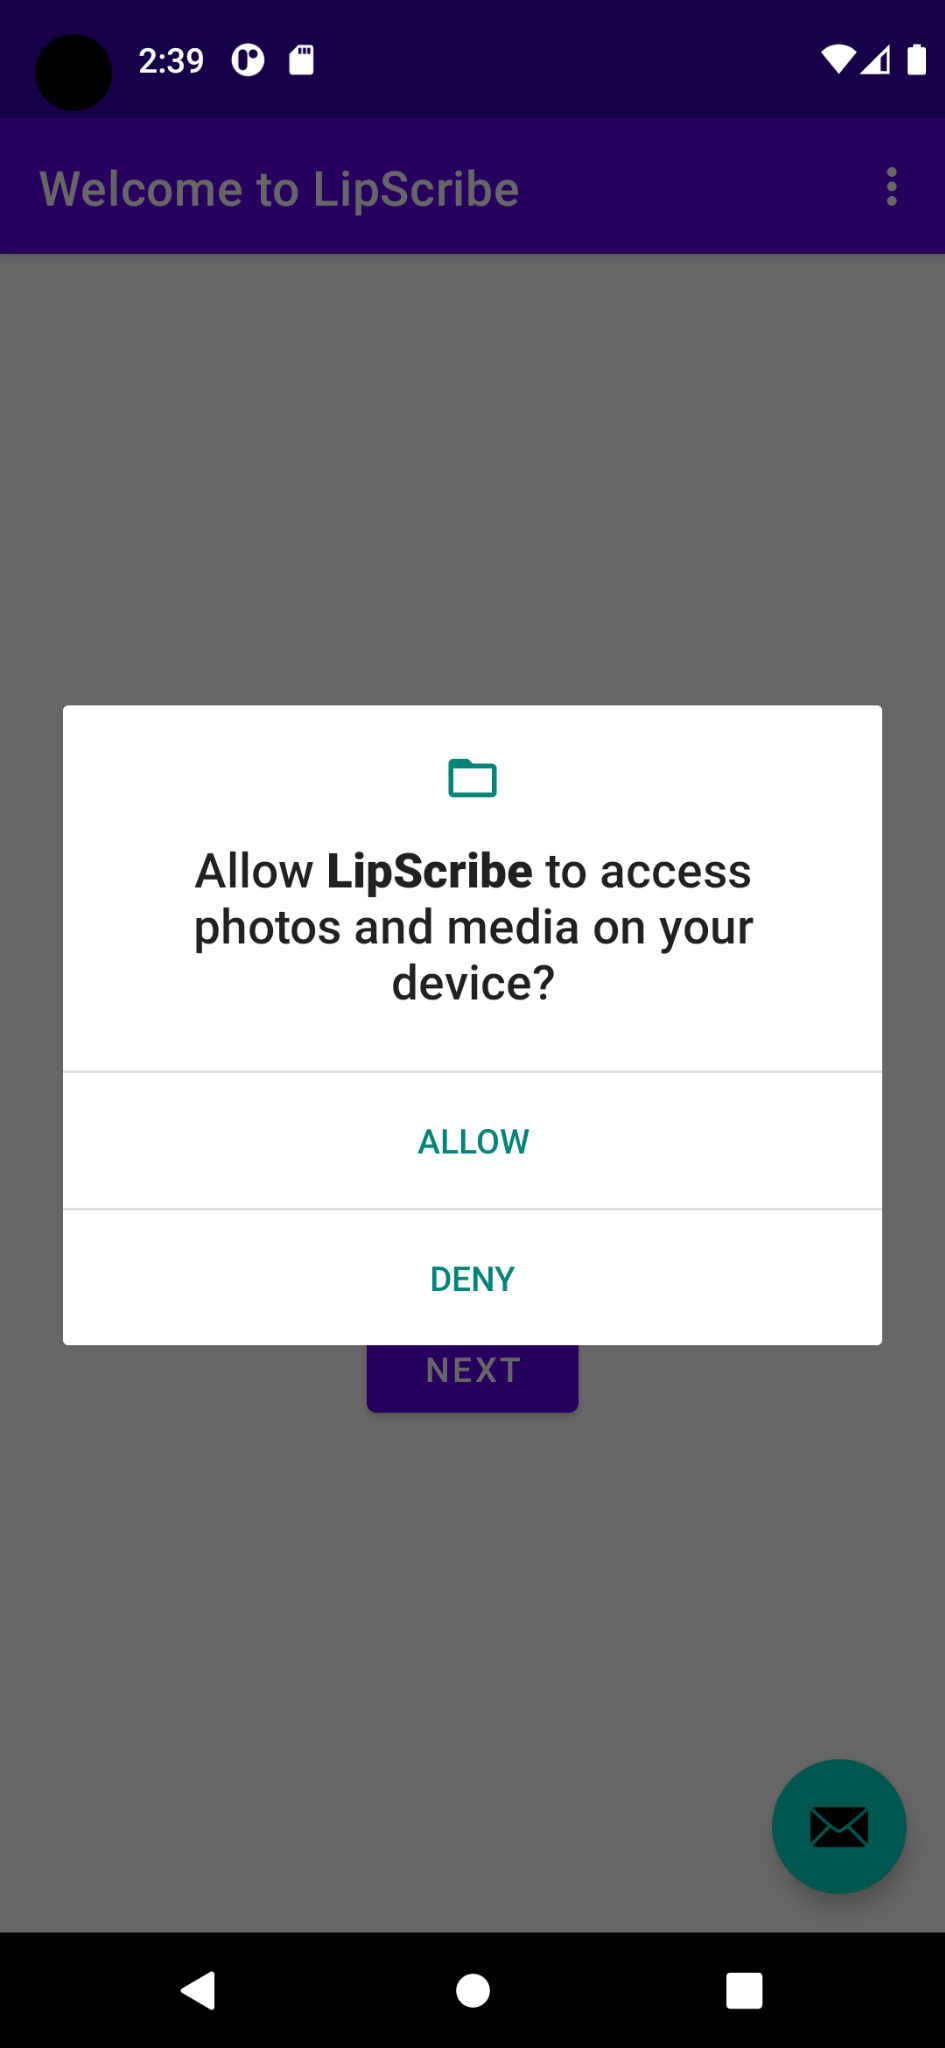 2:39
Welcome to LipScribe
Allow LipScribe to access
photos and media on your
device?
ALLOW
DENY
NEXT